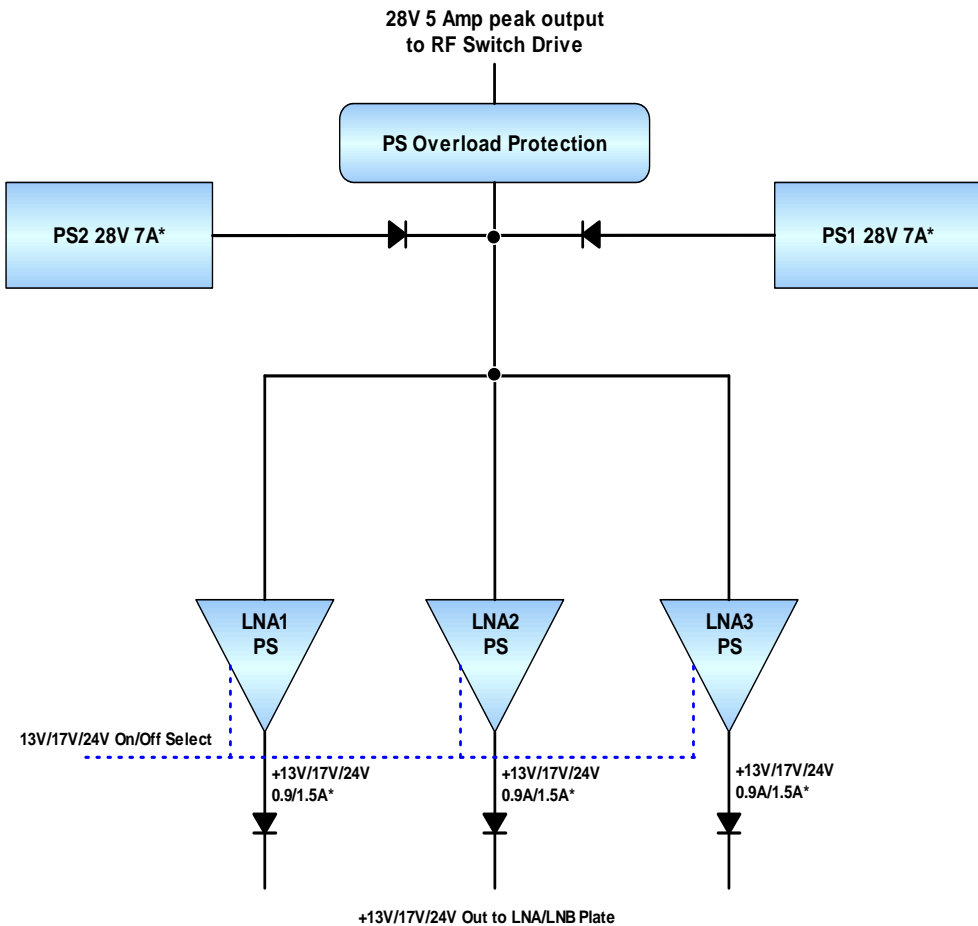 28V 5 Amp peak output
to RF Switch Drive
PS Overload Protection
PS2 28V 7A*
PS1 28V 7A*
LNA1
PS
LNA2
PS
LNA3
PS
13V/17V/24V On/Off Select
+13V/17V/24V
0.9/1.5A*
+13V/17V/24V
0.9A/1.5A*
+13V/17V/24V
0.9A/1.5A*
+13V/17V/24V Out to LNA/LNB Plate